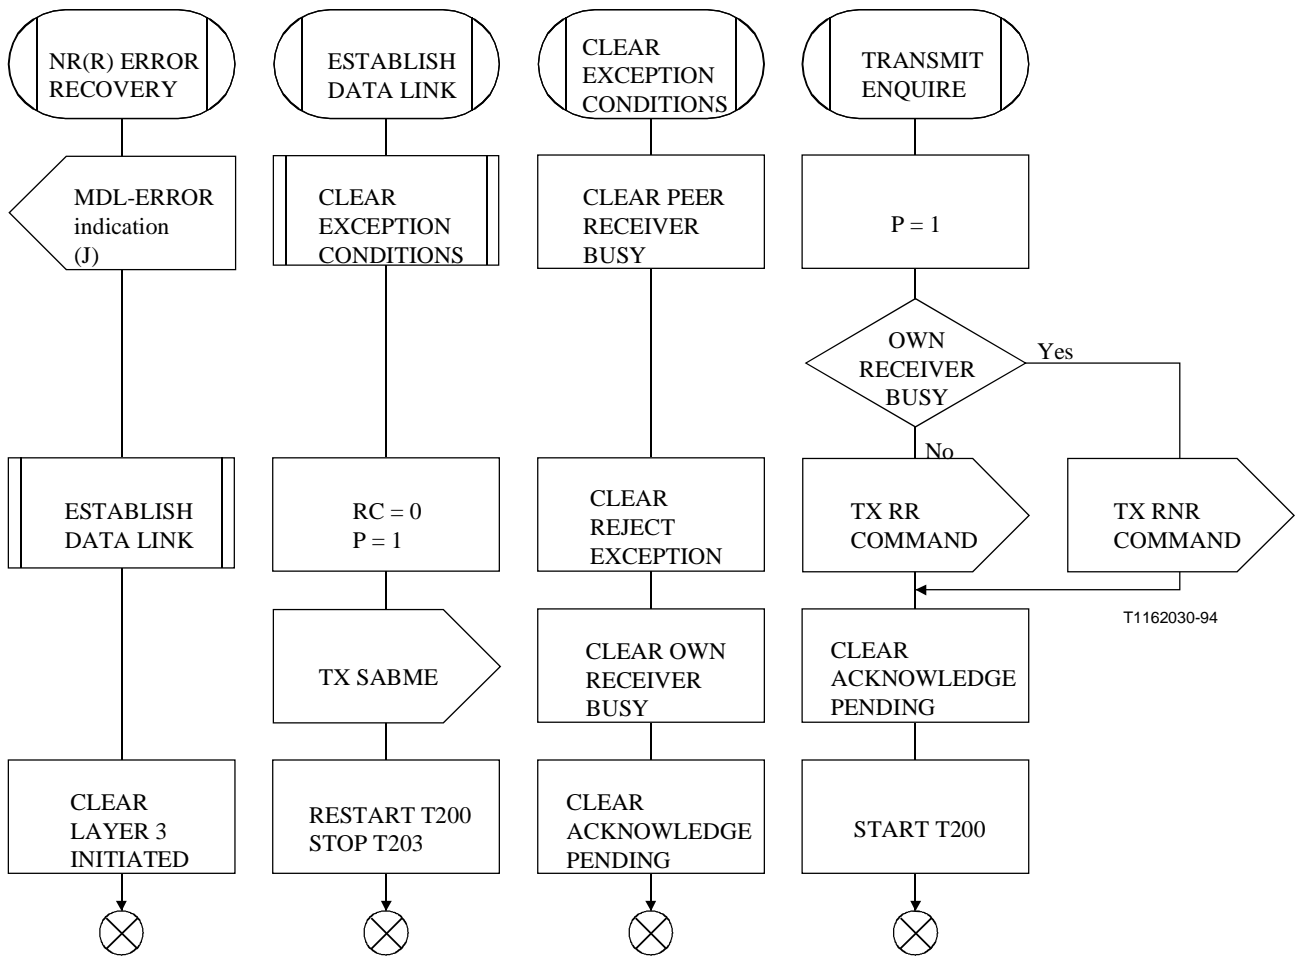 NR(R) ERROR
RECOVERY
MDL-ERROR
indication
(J)
ESTABLISH
DATA LINK
CLEAR
LAYER 3
INITIATED
ESTABLISH
DATA LINK
CLEAR
EXCEPTION
CONDITIONS
RC = 0
P = 1
TX SABME
RESTART T200
STOP T203
CLEAR
EXCEPTION
CONDITIONS
CLEAR PEER
RECEIVER
BUSY
CLEAR
REJECT
EXCEPTION
CLEAR OWN
RECEIVER
BUSY
CLEAR
ACKNOWLEDGE
PENDING
TRANSMIT
ENQUIRE
P = 1
OWN
RECEIVER
BUSY
Yes
No
TX RR
COMMAND
TX RNR
COMMAND
T1162030-94
CLEAR
ACKNOWLEDGE
PENDING
START T200